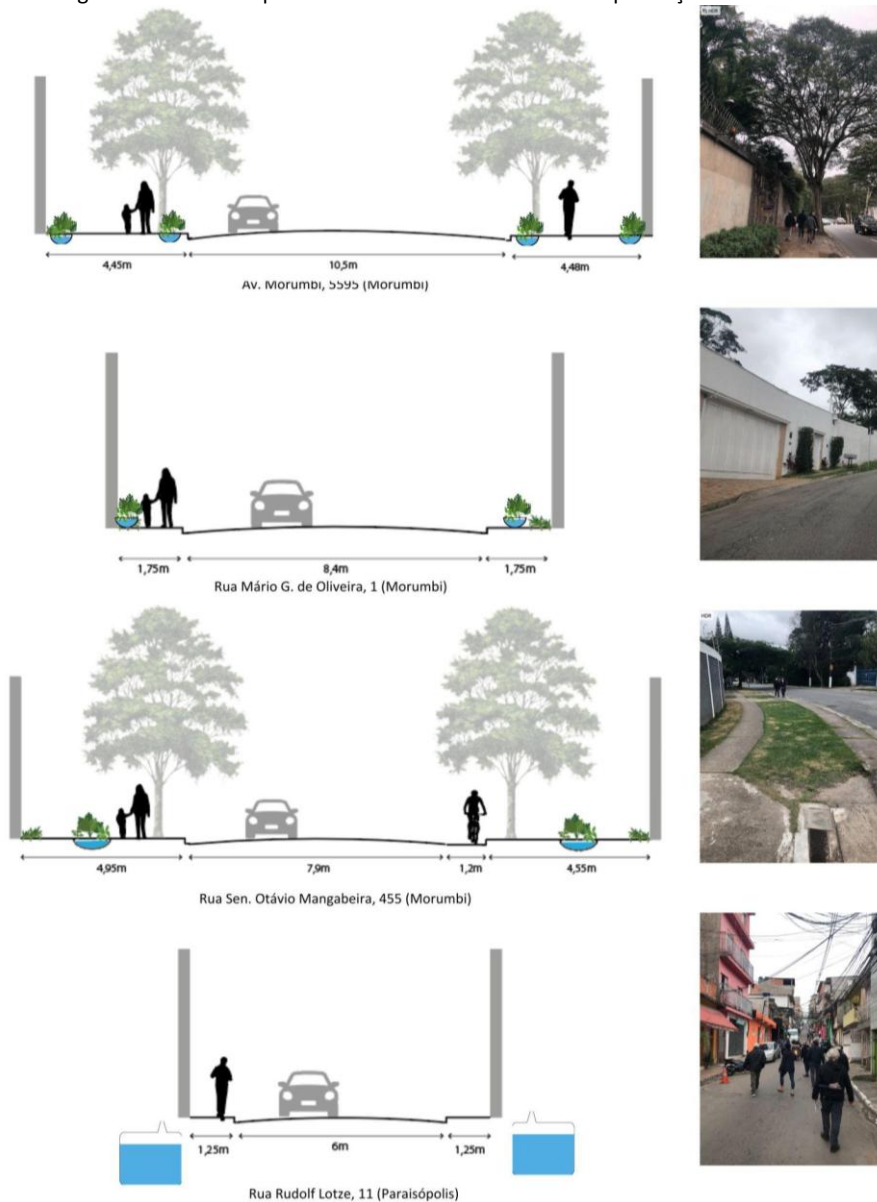 4,45m 10,5m 4,48m
Av. Morumbi, 5595 (Morumbi)
1,75m 8,4m 1,75m
Rua Mário G. de Oliveira, 1 (Morumbi)
HDR
4,95m 7,9m 1,2m 4,55m
Rua Sen. Otávio Mangabeira, 455 (Morumbi)
1,25m 6m 1,25m
Rua Rudolf Lotze, 11 (Paraisópolis)